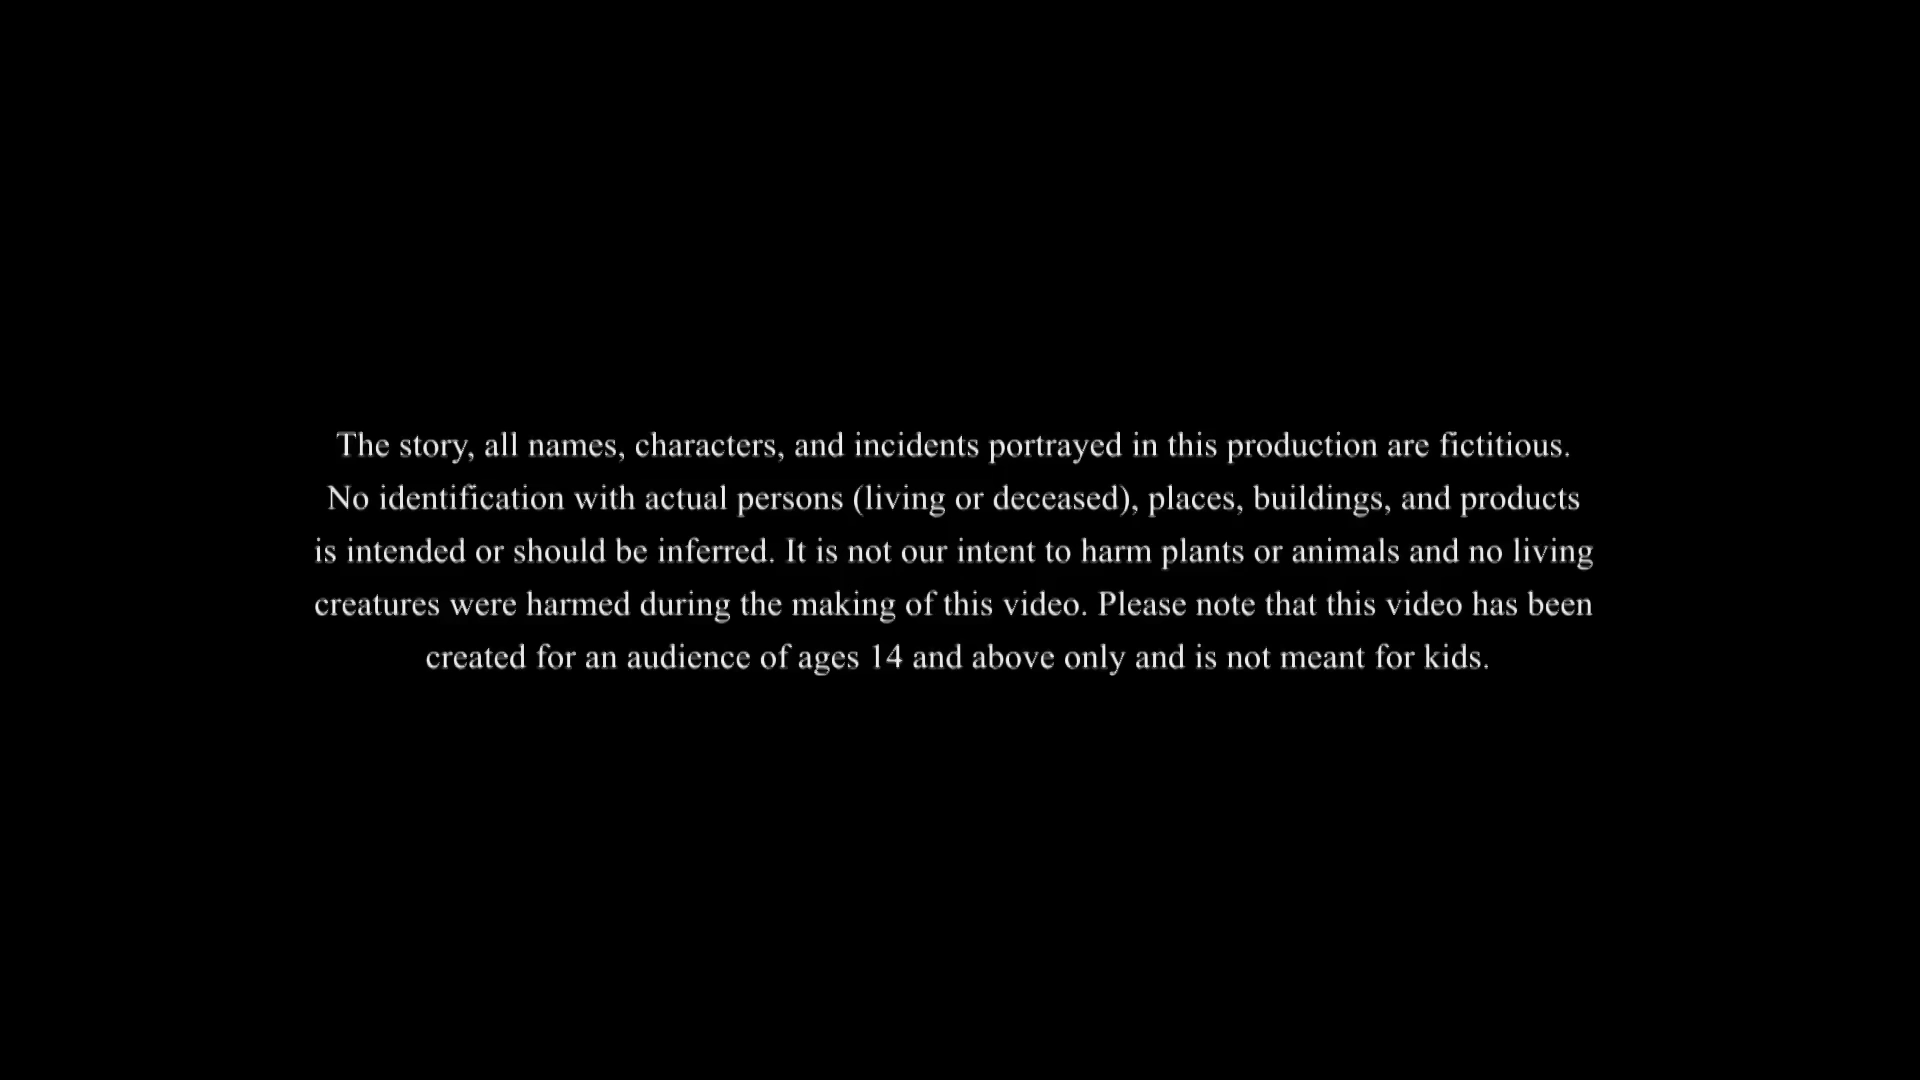 The story, all names, characters, and incidents portrayed in this production are fictitious.
No identification with actual persons (living or deceased), places, buildings, and products
is intended or should be inferred. It is not our intent to harm plants or animals and no living
creatures were harmed during the making of this video. Please note that this video has been
created for an audience of ages 14 and above only and is not meant for kids.